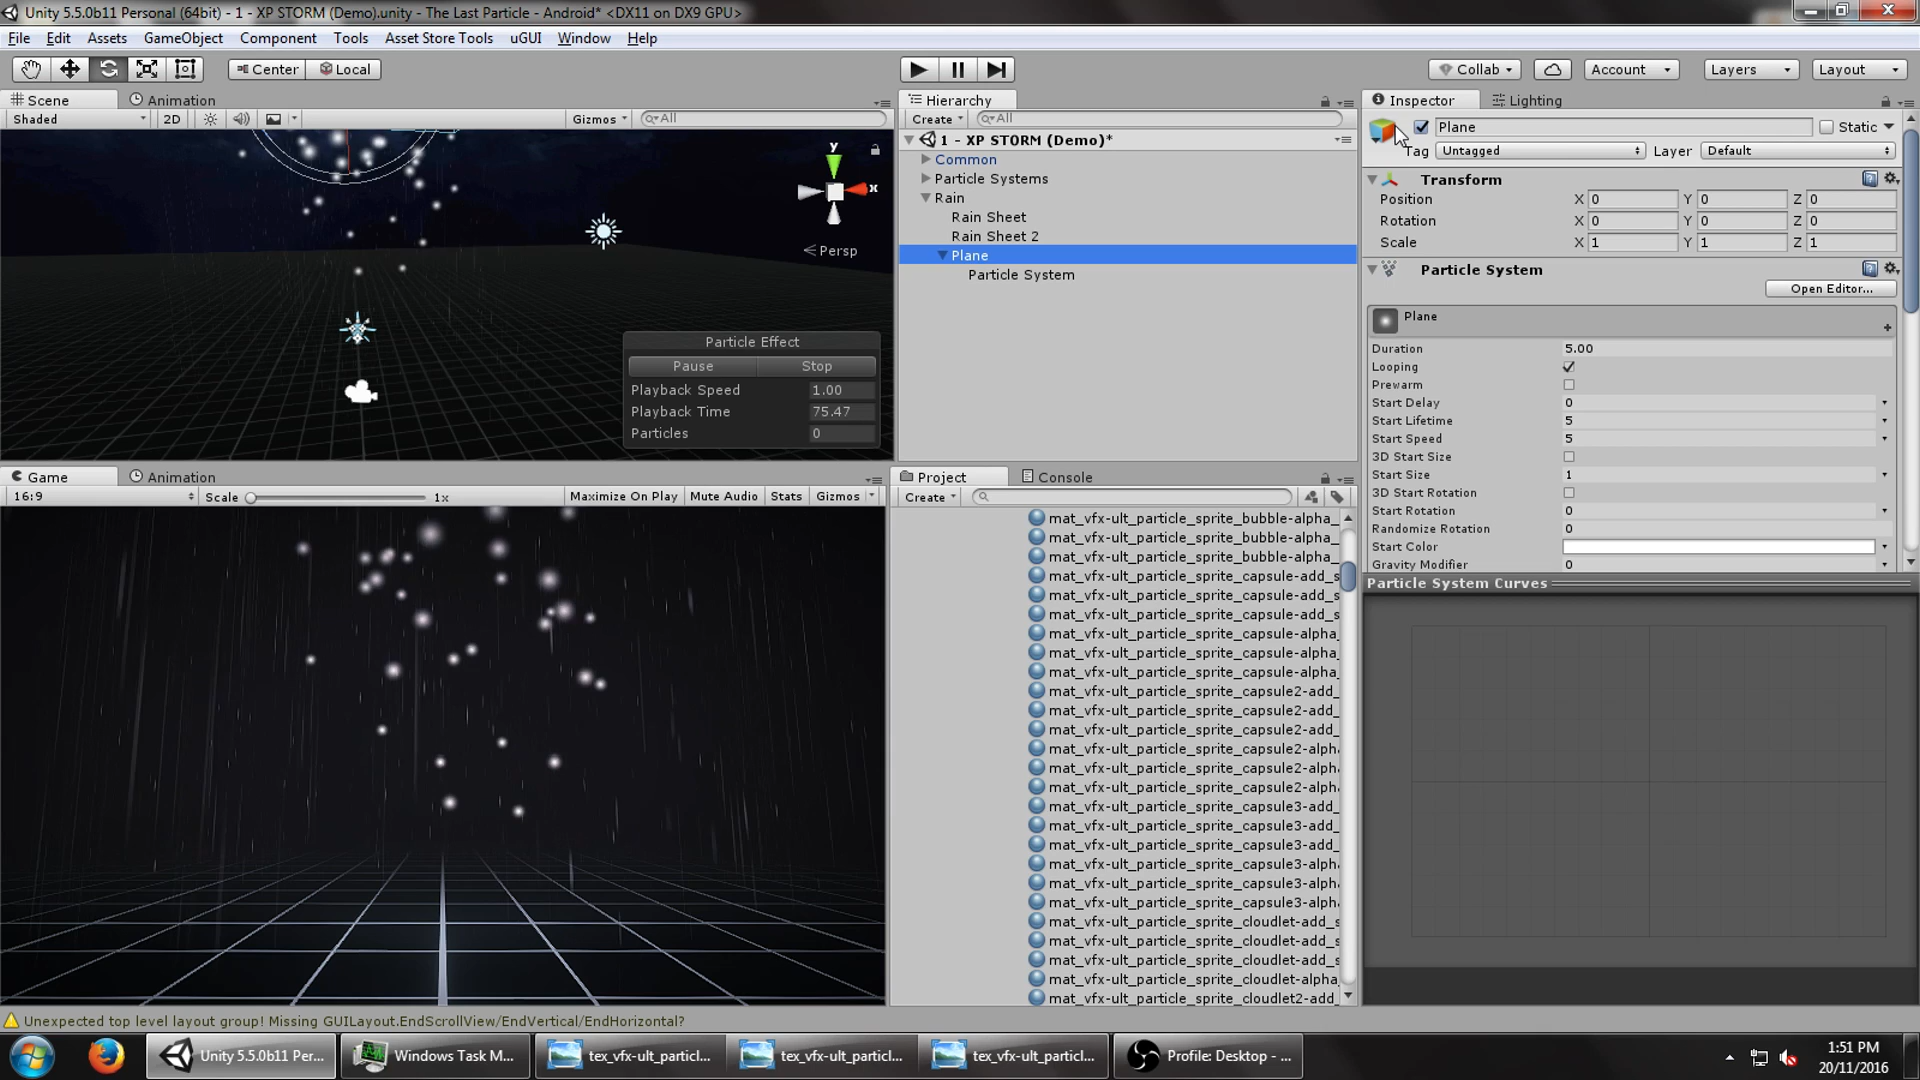 Unity 5.5.0b11 Personal (64bit) - 1 - XP STORM (Demo).unity - The Last Particle - Android* <DX11 on DX9 GPU>
File Edit Assets GameObject Component Tools Asset Store Tools uGUI Window Help
Center Local Collab Account Layers Layout
Scene Animation
Shaded 2D Gizmos All
y
x
Persp
Particle Effect
Pause Stop
Playback Speed 1.00
Playback Time 75.47
Particles 0
Hierarchy
Create All
1 - XP STORM (Demo)*
Common
Particle Systems
Rain
Rain Sheet
Rain Sheet 2
Plane
Particle System
Inspector Lighting
Plane Static
Tag Untagged Layer Default
Transform
Position X 0 Y 0 Z 0
Rotation X 0 Y 0 Z 0
Scale X 1 Y 1 Z 1
Particle System
Open Editor...
Plane
Duration 5.00
Looping
Prewarm
Start Delay 0
Start Lifetime 5
Start Speed 5
3D Start Size
Start Size 1
3D Start Rotation
Start Rotation 0
Randomize Rotation 0
Start Color
Gravity Modifier 0
Particle System Curves
Game Animation
16:9 Scale 1x Maximize On Play Mute Audio Stats Gizmos
Project Console
Create
mat_vfx-ult_particle_sprite_bubble-alpha_
mat_vfx-ult_particle_sprite_bubble-alpha_
mat_vfx-ult_particle_sprite_bubble-alpha_
mat_vfx-ult_particle_sprite_capsule-add_s
mat_vfx-ult_particle_sprite_capsule-add_s
mat_vfx-ult_particle_sprite_capsule-add_s
mat_vfx-ult_particle_sprite_capsule-alpha_
mat_vfx-ult_particle_sprite_capsule-alpha_
mat_vfx-ult_particle_sprite_capsule-alpha_
mat_vfx-ult_particle_sprite_capsule2-add_
mat_vfx-ult_particle_sprite_capsule2-add_
mat_vfx-ult_particle_sprite_capsule2-add_
mat_vfx-ult_particle_sprite_capsule2-alpha
mat_vfx-ult_particle_sprite_capsule2-alpha
mat_vfx-ult_particle_sprite_capsule2-alpha
mat_vfx-ult_particle_sprite_capsule3-add_
mat_vfx-ult_particle_sprite_capsule3-add_
mat_vfx-ult_particle_sprite_capsule3-add_
mat_vfx-ult_particle_sprite_capsule3-alpha
mat_vfx-ult_particle_sprite_capsule3-alpha
mat_vfx-ult_particle_sprite_capsule3-alpha
mat_vfx-ult_particle_sprite_cloudlet-add_s
mat_vfx-ult_particle_sprite_cloudlet-add_s
mat_vfx-ult_particle_sprite_cloudlet-add_s
mat_vfx-ult_particle_sprite_cloudlet-alpha_
mat_vfx-ult_particle_sprite_cloudlet2-add_
Unexpected top level layout group! Missing GUILayout.EndScrollView/EndVertical/EndHorizontal?
Unity 5.5.0b11 Per... Windows Task M... tex_vfx-ult_particl... tex_vfx-ult_particl... tex_vfx-ult_particl... Profile: Desktop - ...
1:51 PM
20/11/2016